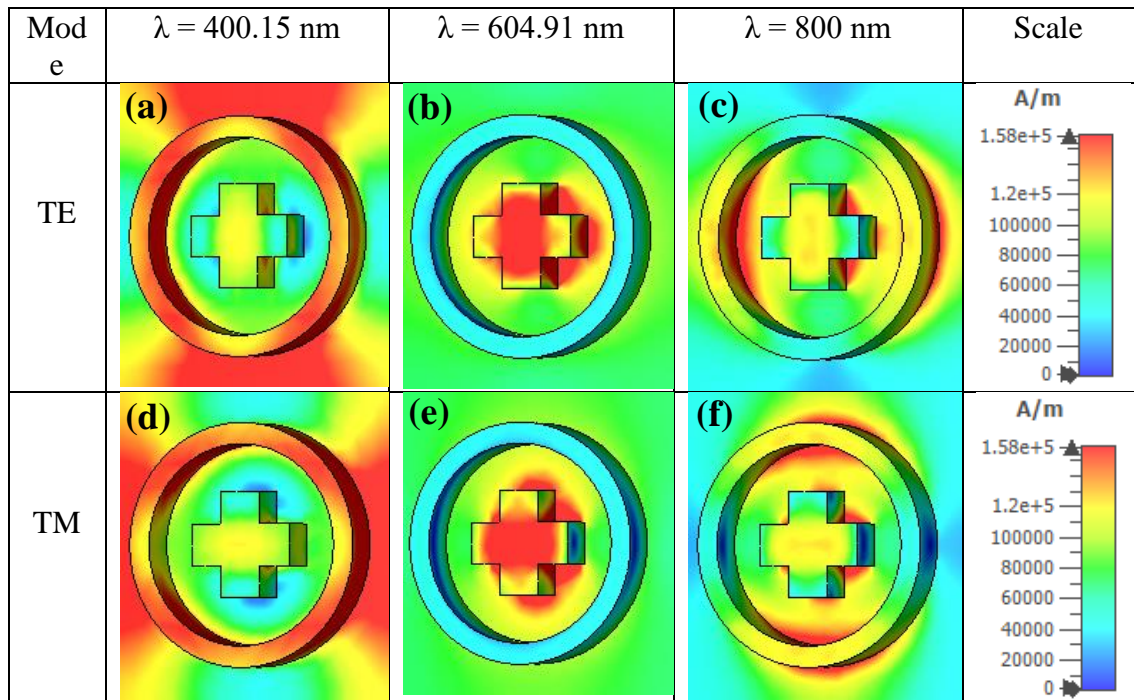 Mod
e
λ = 400.15 nm
λ = 604.91 nm
λ = 800 nm
Scale
TE
(a)
(b)
(c)
A/m
1.58e+5
1.2e+5
100000
80000
60000
40000
20000
0
TM
(d)
(e)
(f)
A/m
1.58e+5
1.2e+5
100000
80000
60000
40000
20000
0